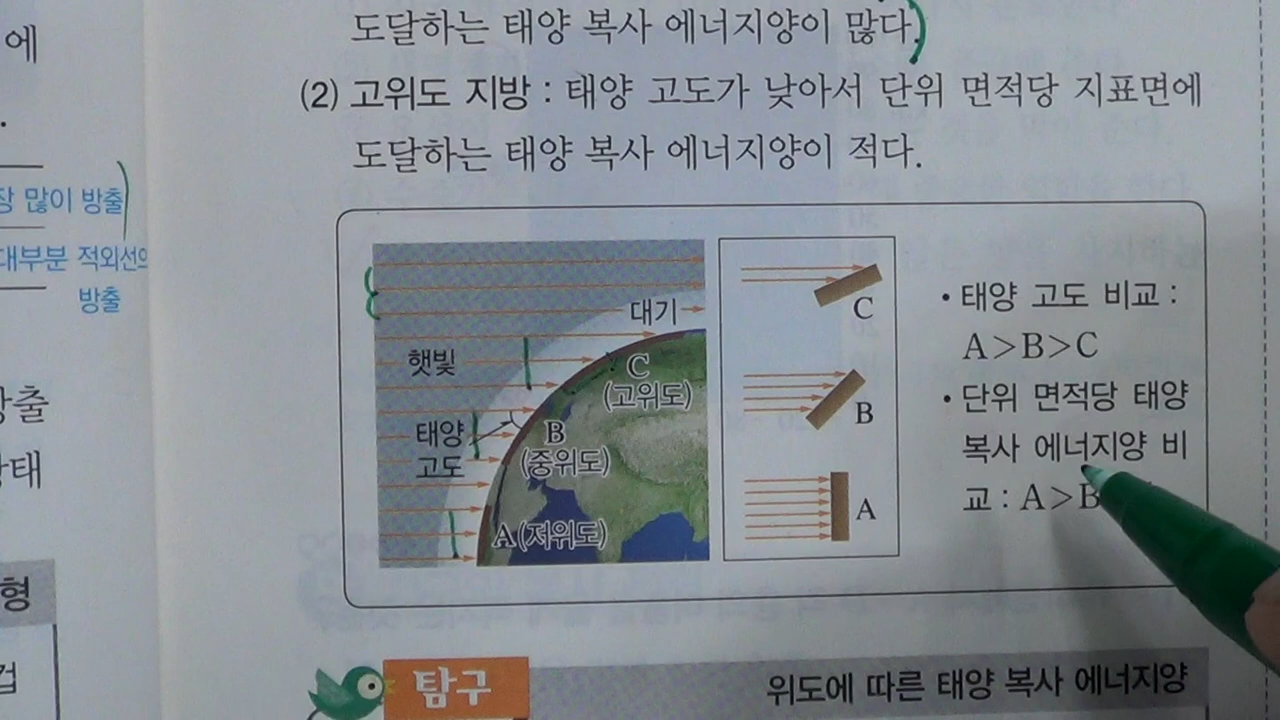 도달하는 태양 복사 에너지양이 많다.
(2) 고위도 지방 : 태양 고도가 낮아서 단위 면적당 지표면에
도달하는 태양 복사 에너지양이 적다.
에
.
장 많이 방출
대부분 적외선의
방출
방출
형
대기
햇빛
C
(고위도)
태양
고도
B
(중위도)
A(저위도)
C
B
A
• 태양 고도 비교 :
A>B>C
• 단위 면적당 태양
복사 에너지양 비
교 : A>B
탐구
위도에 따른 태양 복사 에너지양